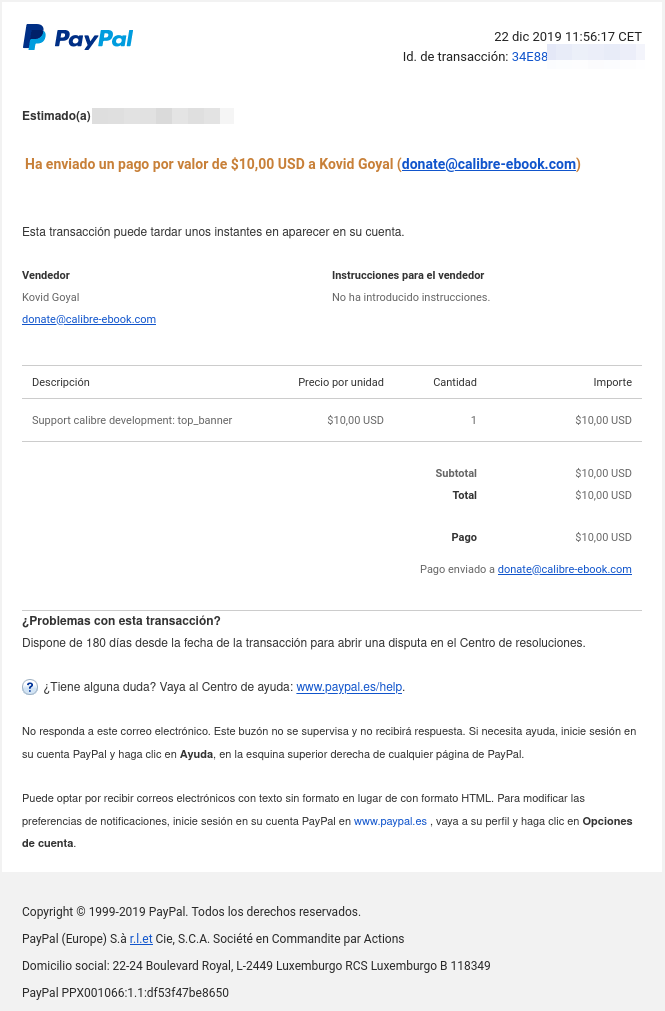 PayPal
22 dic 2019 11:56:17 CET
Id. de transacción: 34E88
Estimado(a)
Ha enviado un pago por valor de $10,00 USD a Kovid Goyal (donate@calibre-ebook.com)
Esta transacción puede tardar unos instantes en aparecer en su cuenta.
Vendedor
Kovid Goyal
donate@calibre-ebook.com
Instrucciones para el vendedor
No ha introducido instrucciones.
Descripción Precio por unidad Cantidad Importe
Support calibre development: top_banner $10,00 USD 1 $10,00 USD
Subtotal $10,00 USD
Total $10,00 USD
Pago $10,00 USD
Pago enviado a donate@calibre-ebook.com
¿Problemas con esta transacción?
Dispone de 180 días desde la fecha de la transacción para abrir una disputa en el Centro de resoluciones.
? ¿Tiene alguna duda? Vaya al Centro de ayuda: www.paypal.es/help.
No responda a este correo electrónico. Este buzón no se supervisa y no recibirá respuesta. Si necesita ayuda, inicie sesión en
su cuenta PayPal y haga clic en Ayuda, en la esquina superior derecha de cualquier página de PayPal.
Puede optar por recibir correos electrónicos con texto sin formato en lugar de con formato HTML. Para modificar las
preferencias de notificaciones, inicie sesión en su cuenta PayPal en www.paypal.es , vaya a su perfil y haga clic en Opciones
de cuenta.
Copyright © 1999-2019 PayPal. Todos los derechos reservados.
PayPal (Europe) S.à r.l.et Cie, S.C.A. Société en Commandite par Actions
Domicilio social: 22-24 Boulevard Royal, L-2449 Luxemburgo RCS Luxemburgo B 118349
PayPal PPX001066:1.1:df53f47be8650